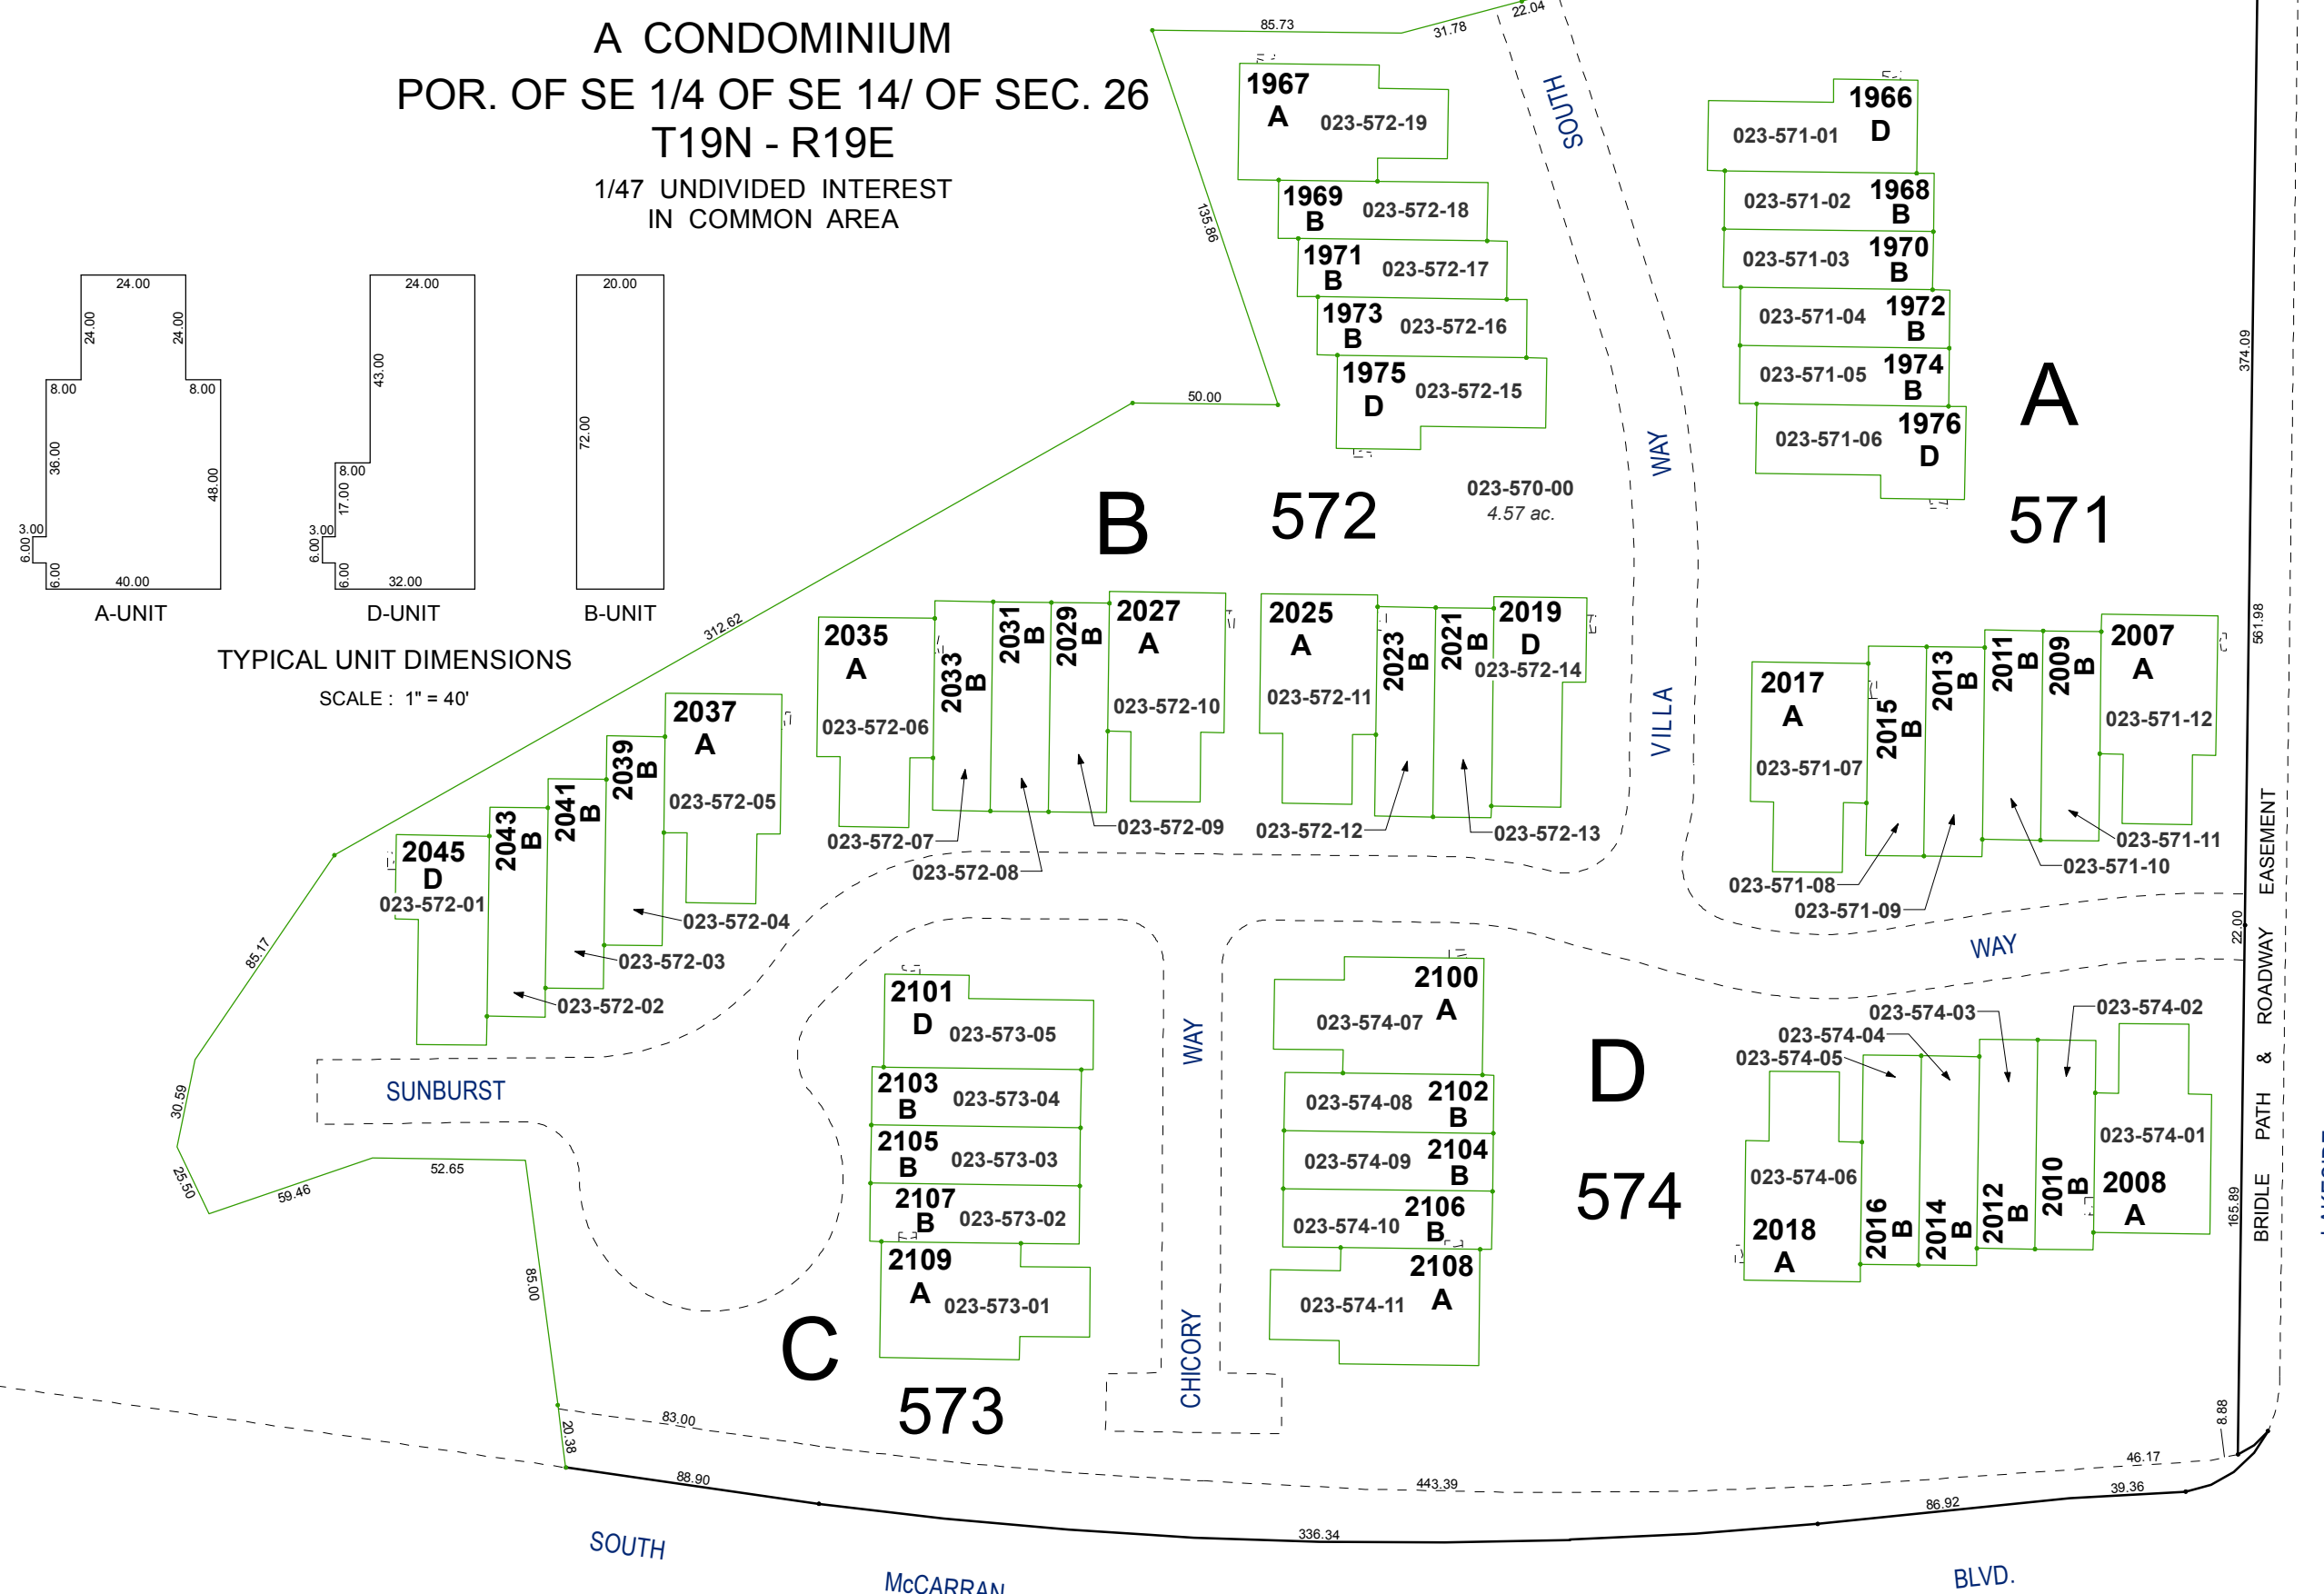 A CONDOMINIUM
POR. OF SE 1/4 OF SE 14/ OF SEC. 26
T19N - R19E
1/47 UNDIVIDED INTEREST
IN COMMON AREA
24.00
24.00
24.00
8.00
8.00
36.00
48.00
3.00
6.00
6.00
40.00
A-UNIT
24.00
43.00
8.00
17.00
3.00
6.00
6.00
32.00
D-UNIT
20.00
72.00
B-UNIT
TYPICAL UNIT DIMENSIONS
SCALE : 1" = 40'
85.73
31.78
22.04
135.86
50.00
312.62
85.17
30.59
25.50
59.46
52.65
85.00
20.38
83.00
88.90
443.39
336.34
86.92
39.36
46.17
8.88
165.89
22.00
561.98
374.09
1967
A
023-572-19
1969
B
023-572-18
1971
B
023-572-17
1973
B
023-572-16
1975
D
023-572-15
SOUTH
WAY
VILLA
1966
D
023-571-01
1968
B
023-571-02
1970
B
023-571-03
1972
B
023-571-04
1974
B
023-571-05
1976
D
023-571-06
A
571
B
572
023-570-00
4.57 ac.
2045
D
023-572-01
2043
B
023-572-02
2041
B
023-572-03
2039
B
023-572-04
2037
A
023-572-05
2035
A
023-572-06
2033
B
023-572-07
2031
B
023-572-08
2029
B
023-572-09
2027
A
023-572-10
2025
A
023-572-11
2023
B
023-572-12
2021
B
023-572-13
2019
D
023-572-14
2017
A
023-571-07
2015
B
023-571-08
2013
B
023-571-09
2011
B
023-571-10
2009
B
023-571-11
2007
A
023-571-12
SUNBURST
WAY
2101
D
023-573-05
2103
B
023-573-04
2105
B
023-573-03
2107
B
023-573-02
2109
A
023-573-01
C
573
WAY
CHICORY
2100
A
023-574-07
2102
B
023-574-08
2104
B
023-574-09
2106
B
023-574-10
2108
A
023-574-11
D
574
023-574-03
023-574-02
023-574-04
023-574-05
023-574-06
2018
A
2016
B
2014
B
2012
B
2010
B
023-574-01
2008
A
BRIDLE PATH & ROADWAY EASEMENT
SOUTH
McCARRAN
BLVD.